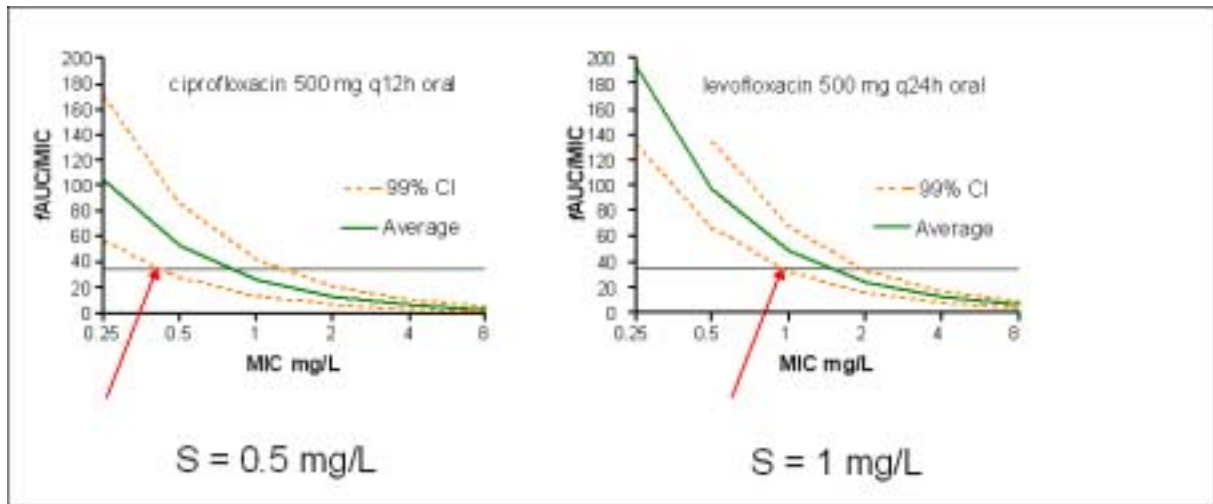 ciprofloxacin 500 mg q12h oral
fAUC/MIC
200
180
160
140
120
100
80
60
40
20
0
99% CI
Average
0.25 0.5 1 2 4 8
MIC mg/L
S = 0.5 mg/L
levofloxacin 500 mg q24h oral
fAUC/MIC
200
180
160
140
120
100
80
60
40
20
0
99% CI
Average
0.25 0.5 1 2 4 8
MIC mg/L
S = 1 mg/L